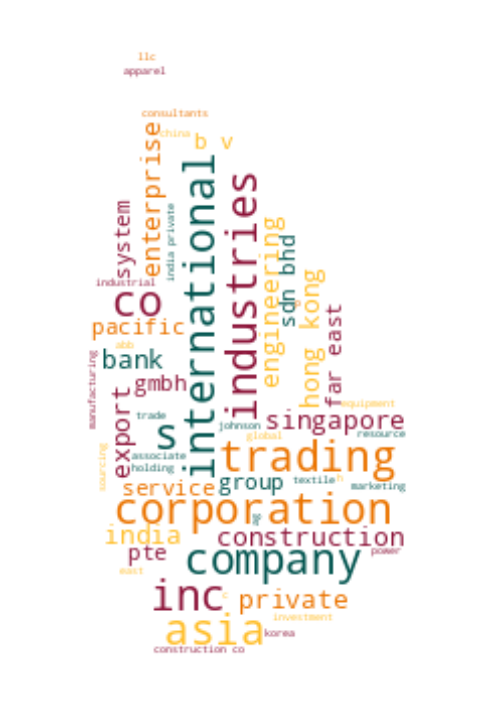 llc
apparel
consultants
china
b v
enterprise
international
industries
system
india private
engineering
sdn bhd
hong kong
far east
industrial
co
p
pacific
abb
bank
gmbh
manufacturing
export
trade
s
equipment
johnson
singapore
global
resource
associate
holding
trading
sourcing
service
group
textile
h
marketing
corporation
ag
india
construction
pte
company
power
east
inc
c
private
investment
asia
korea
construction co